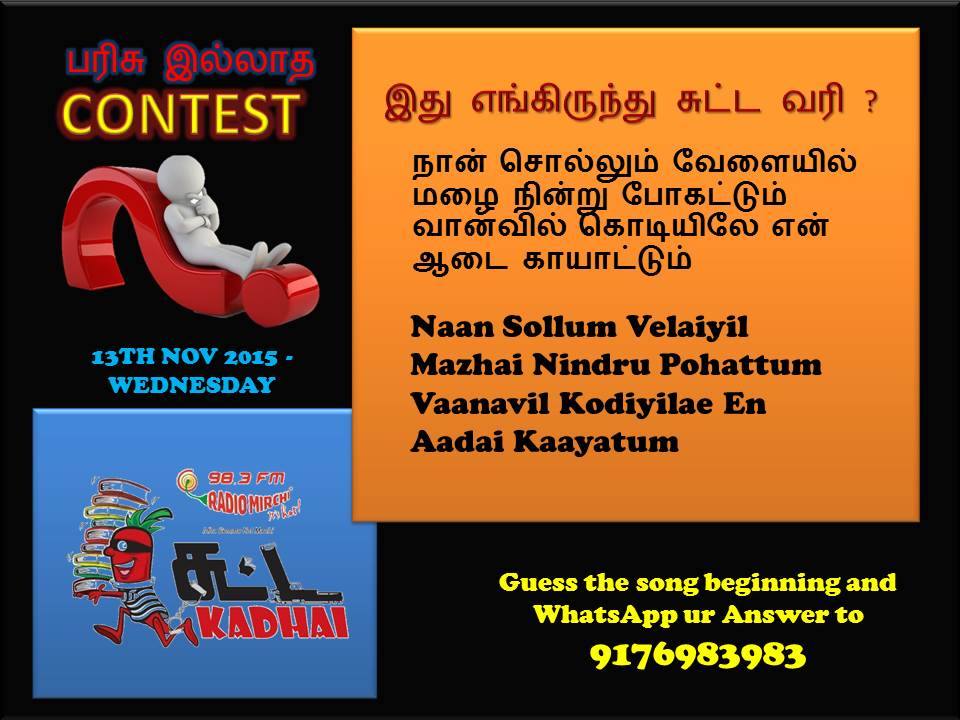 பரிசு இல்லாத
CONTEST
இது எங்கிருந்து சுட்ட வரி ?
நான் சொல்லும் வேளையில்
மழை நின்று போகட்டும்
வானவில் கொடியிலே என்
ஆடை காயாட்டும்
Naan Sollum Velaiyil
Mazhai Nindru Pohattum
Vaanavil Kodiyilae En
Aadai Kaayatum
13TH NOV 2015 -
WEDNESDAY
98.3 FM
RADIO MIRCHI
சுட்ட
KADHAI
Guess the song beginning and
WhatsApp ur Answer to
9176983983